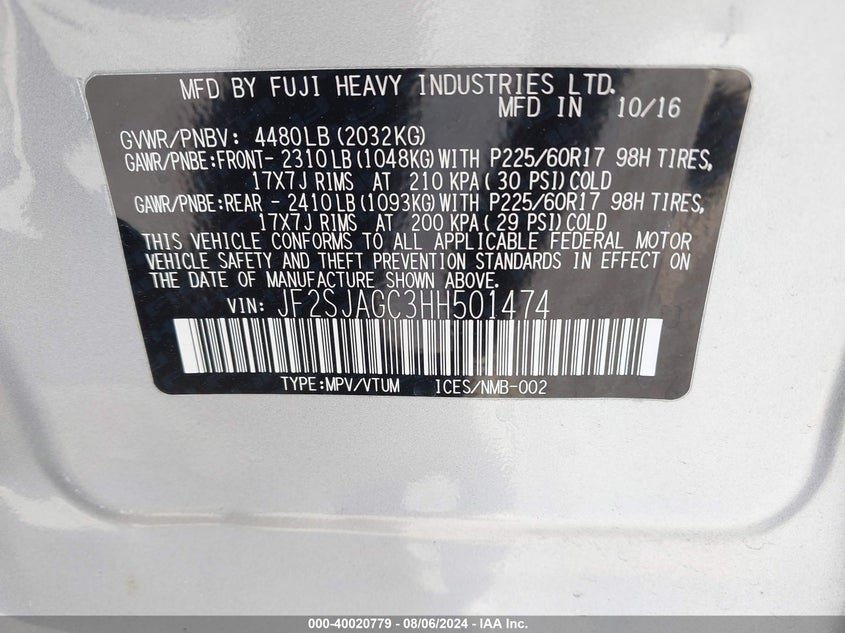 MFD BY FUJI HEAVY INDUSTRIES LTD.
MFD IN 10/16
GVWR/PNBV: 4480LB(2032KG)
GAWR/PNBE:FRONT- 2310LB(1048KG)WITH P225/60R17 98H TIRES,
17X7J RIMS AT 210 KPA(30 PSI)COLD
GAWR/PNBE:REAR - 2410LB(1093KG)WITH P225/60R17 98H TIRES,
17X7J RIMS AT 200 KPA(29 PSI)COLD
THIS VEHICLE CONFORMS TO ALL APPLICABLE FEDERAL MOTOR
VEHICLE SAFETY AND THEFT PREVENTION STANDARDS IN EFFECT ON
THE DATE OF MANUFACTURE SHOWN ABOVE.
VIN: JF2SJAGC3HH501474
TYPE:MPV/VTUM ICES/NMB-002
000-40020779 - 08/06/2024 - IAA Inc.